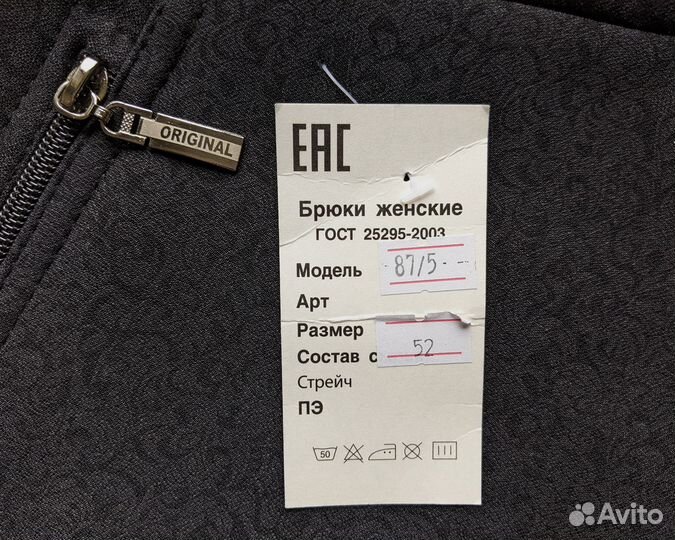 ORIGINAL
EAC
Брюки женские
ГОСТ 25295-2003
Модель 87/5
Арт
Размер
52
Состав с
Стрейч
ПЭ
50
Avito